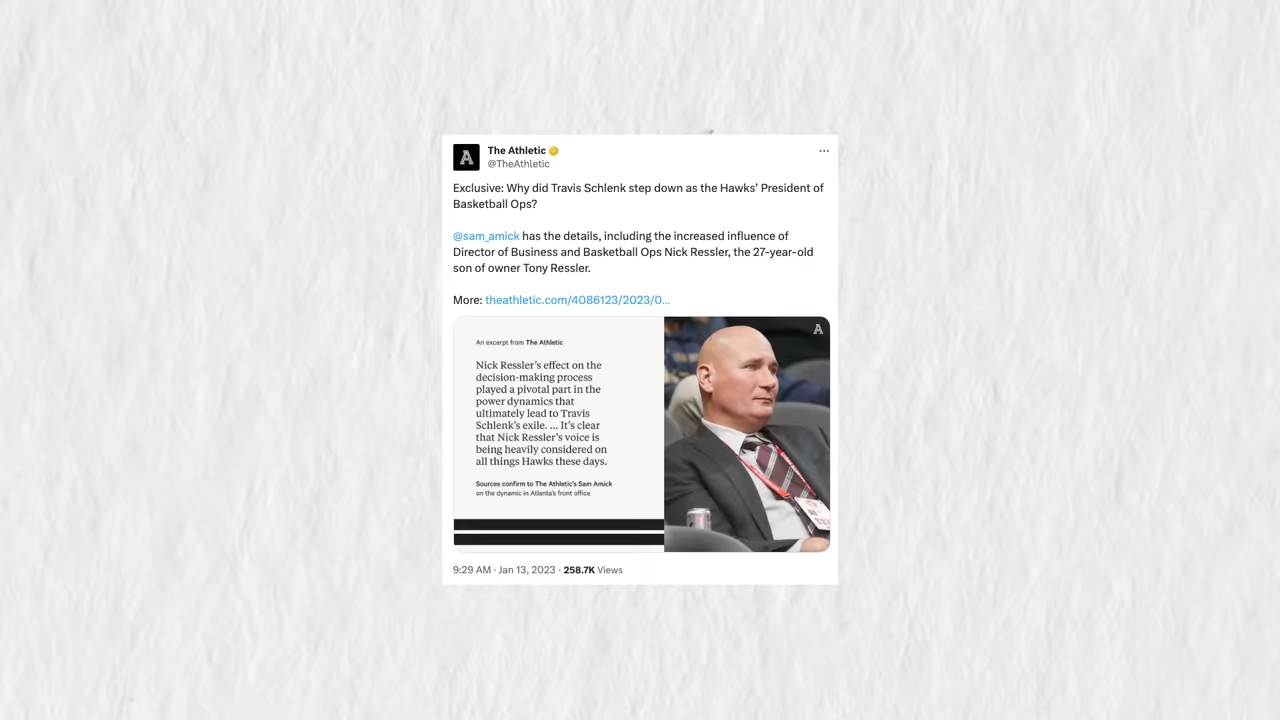 The Athletic
@TheAthletic
Exclusive: Why did Travis Schlenk step down as the Hawks' President of
Basketball Ops?
@sam_amick has the details, including the increased influence of
Director of Business and Basketball Ops Nick Ressler, the 27-year-old
son of owner Tony Ressler.
More: theathletic.com/4086123/2023/0...
An excerpt from The Athletic
Nick Ressler's effect on the
decision-making process
played a pivotal part in the
power dynamics that
ultimately lead to Travis
Schlenk's exile. ... It's clear
that Nick Ressler's voice is
being heavily considered on
all things Hawks these days.
Sources confirm to The Athletic's Sam Amick
on the dynamic in Atlanta's front office
9:29 AM · Jan 13, 2023 · 258.7K Views